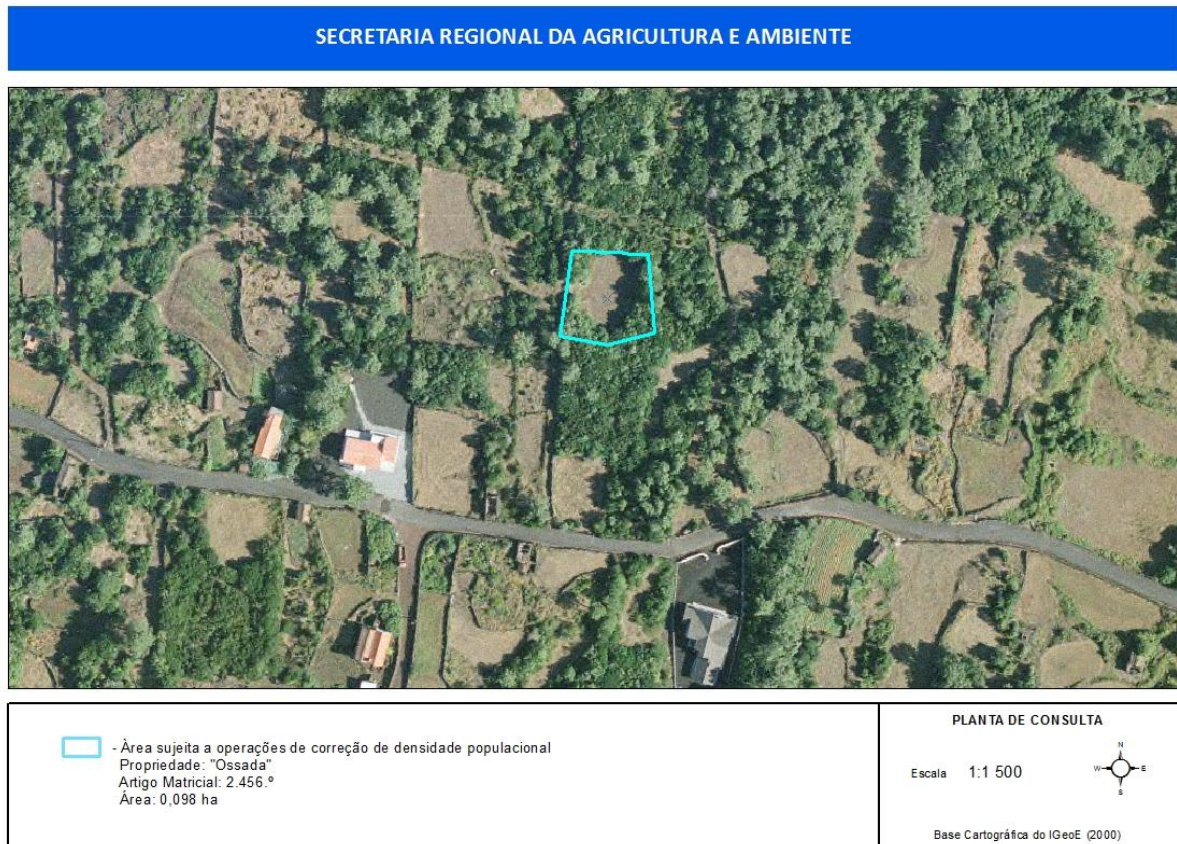 SECRETARIA REGIONAL DA AGRICULTURA E AMBIENTE
- Área sujeita a operações de correção de densidade populacional
Propriedade: "Ossada"
Artigo Matricial: 2.456.º
Área: 0,098 ha
PLANTA DE CONSULTA
Escala 1:1 500
N
W E
S
Base Cartográfica do IGeoE (2000)